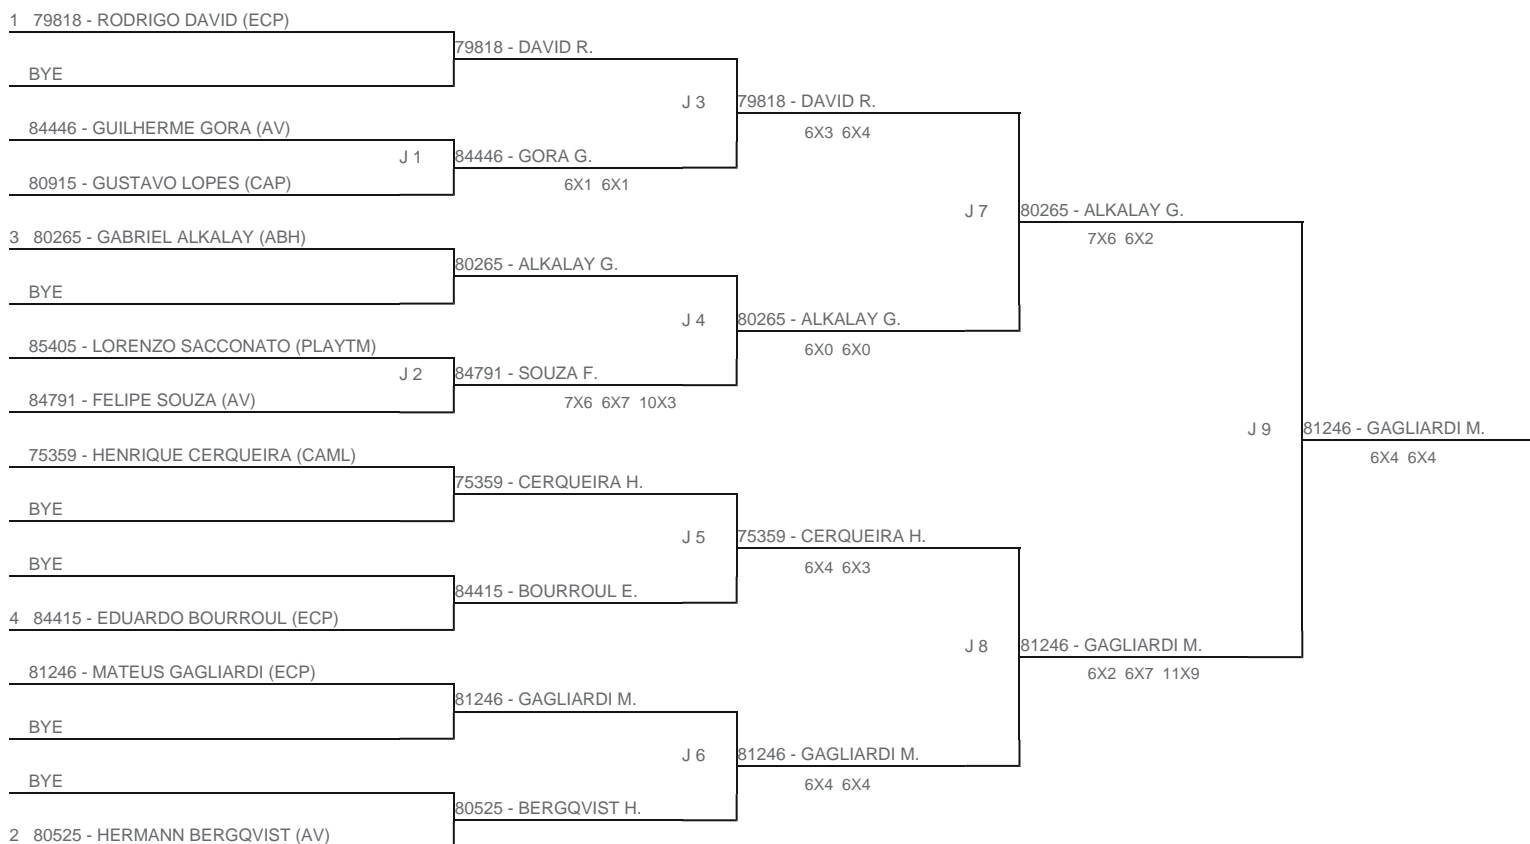 1 79818 - RODRIGO DAVID (ECP)
79818 - DAVID R.
BYE
J 3 79818 - DAVID R.
84446 - GUILHERME GORA (AV)
6X3 6X4
J 1 84446 - GORA G.
80915 - GUSTAVO LOPES (CAP)
6X1 6X1
J 7 80265 - ALKALAY G.
3 80265 - GABRIEL ALKALAY (ABH)
7X6 6X2
80265 - ALKALAY G.
BYE
J 4 80265 - ALKALAY G.
85405 - LORENZO SACCONATO (PLAYTM)
6X0 6X0
J 2 84791 - SOUZA F.
84791 - FELIPE SOUZA (AV)
7X6 6X7 10X3
J 9 81246 - GAGLIARDI M.
75359 - HENRIQUE CERQUEIRA (CAML)
6X4 6X4
75359 - CERQUEIRA H.
BYE
J 5 75359 - CERQUEIRA H.
BYE
6X4 6X3
84415 - BOURROUL E.
4 84415 - EDUARDO BOURROUL (ECP)
J 8 81246 - GAGLIARDI M.
81246 - MATEUS GAGLIARDI (ECP)
6X2 6X7 11X9
81246 - GAGLIARDI M.
BYE
J 6 81246 - GAGLIARDI M.
BYE
6X4 6X4
80525 - BERGQVIST H.
2 80525 - HERMANN BERGQVIST (AV)